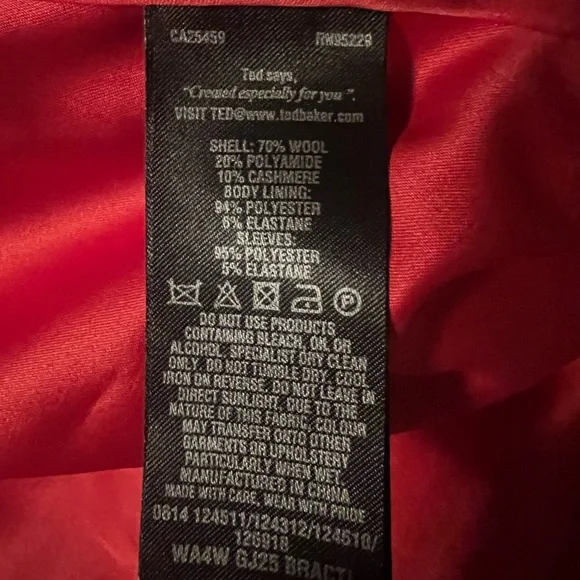 CA25459 RN95229
Ted says,
"Created especially for you".
VISIT TED@www.tedbaker.com
SHELL: 70% WOOL
20% POLYAMIDE
10% CASHMERE
BODY LINING:
94% POLYESTER
6% ELASTANE
SLEEVES:
95% POLYESTER
5% ELASTANE
P
DO NOT USE PRODUCTS
CONTAINING BLEACH, OIL, OR
ALCOHOL, SPECIALIST DRY CLEAN
ONLY, DO NOT TUMBLE DRY, COOL
IRON ON REVERSE, DO NOT LEAVE IN
DIRECT SUNLIGHT, DUE TO THE
NATURE OF THIS FABRIC, COLOUR
MAY TRANSFER ONTO OTHER
GARMENTS OR UPHOLSTERY
PARTICULARLY WHEN WET,
MANUFACTURED IN CHINA
MADE WITH CARE, WEAR WITH PRIDE
0814 124511/124312/124510/
WA4W GJ25